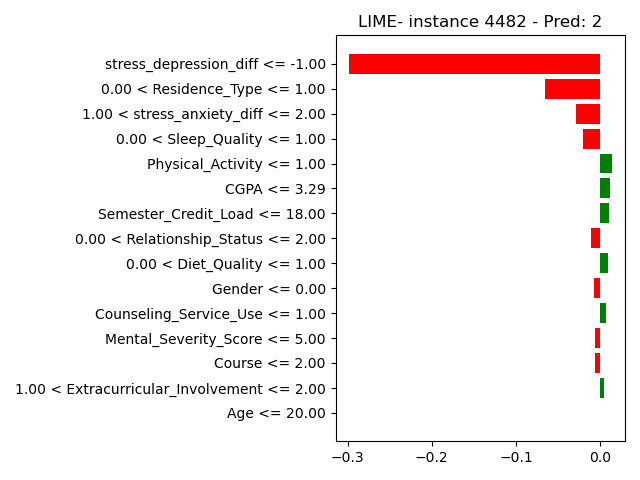 LIME- instance 4482 - Pred: 2
stress_depression_diff <= -1.00
0.00 < Residence_Type <= 1.00
1.00 < stress_anxiety_diff <= 2.00
0.00 < Sleep_Quality <= 1.00
Physical_Activity <= 1.00
CGPA <= 3.29
Semester_Credit_Load <= 18.00
0.00 < Relationship_Status <= 2.00
0.00 < Diet_Quality <= 1.00
Gender <= 0.00
Counseling_Service_Use <= 1.00
Mental_Severity_Score <= 5.00
Course <= 2.00
1.00 < Extracurricular_Involvement <= 2.00
Age <= 20.00
−0.3 −0.2 −0.1 0.0